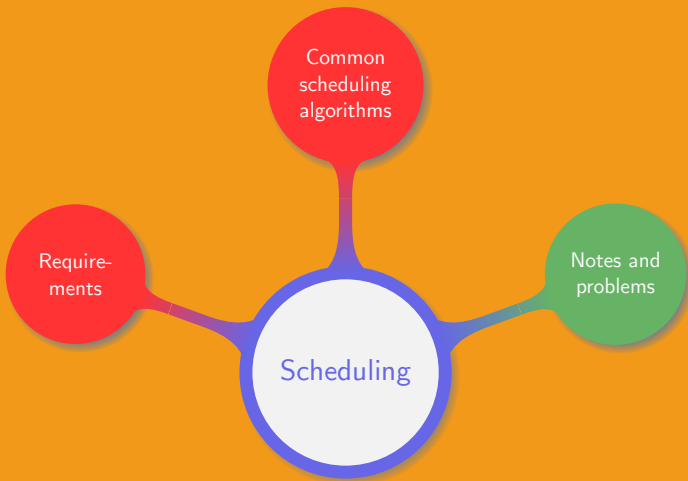 Common
scheduling
algorithms
Require-
ments
Notes and
problems
Scheduling